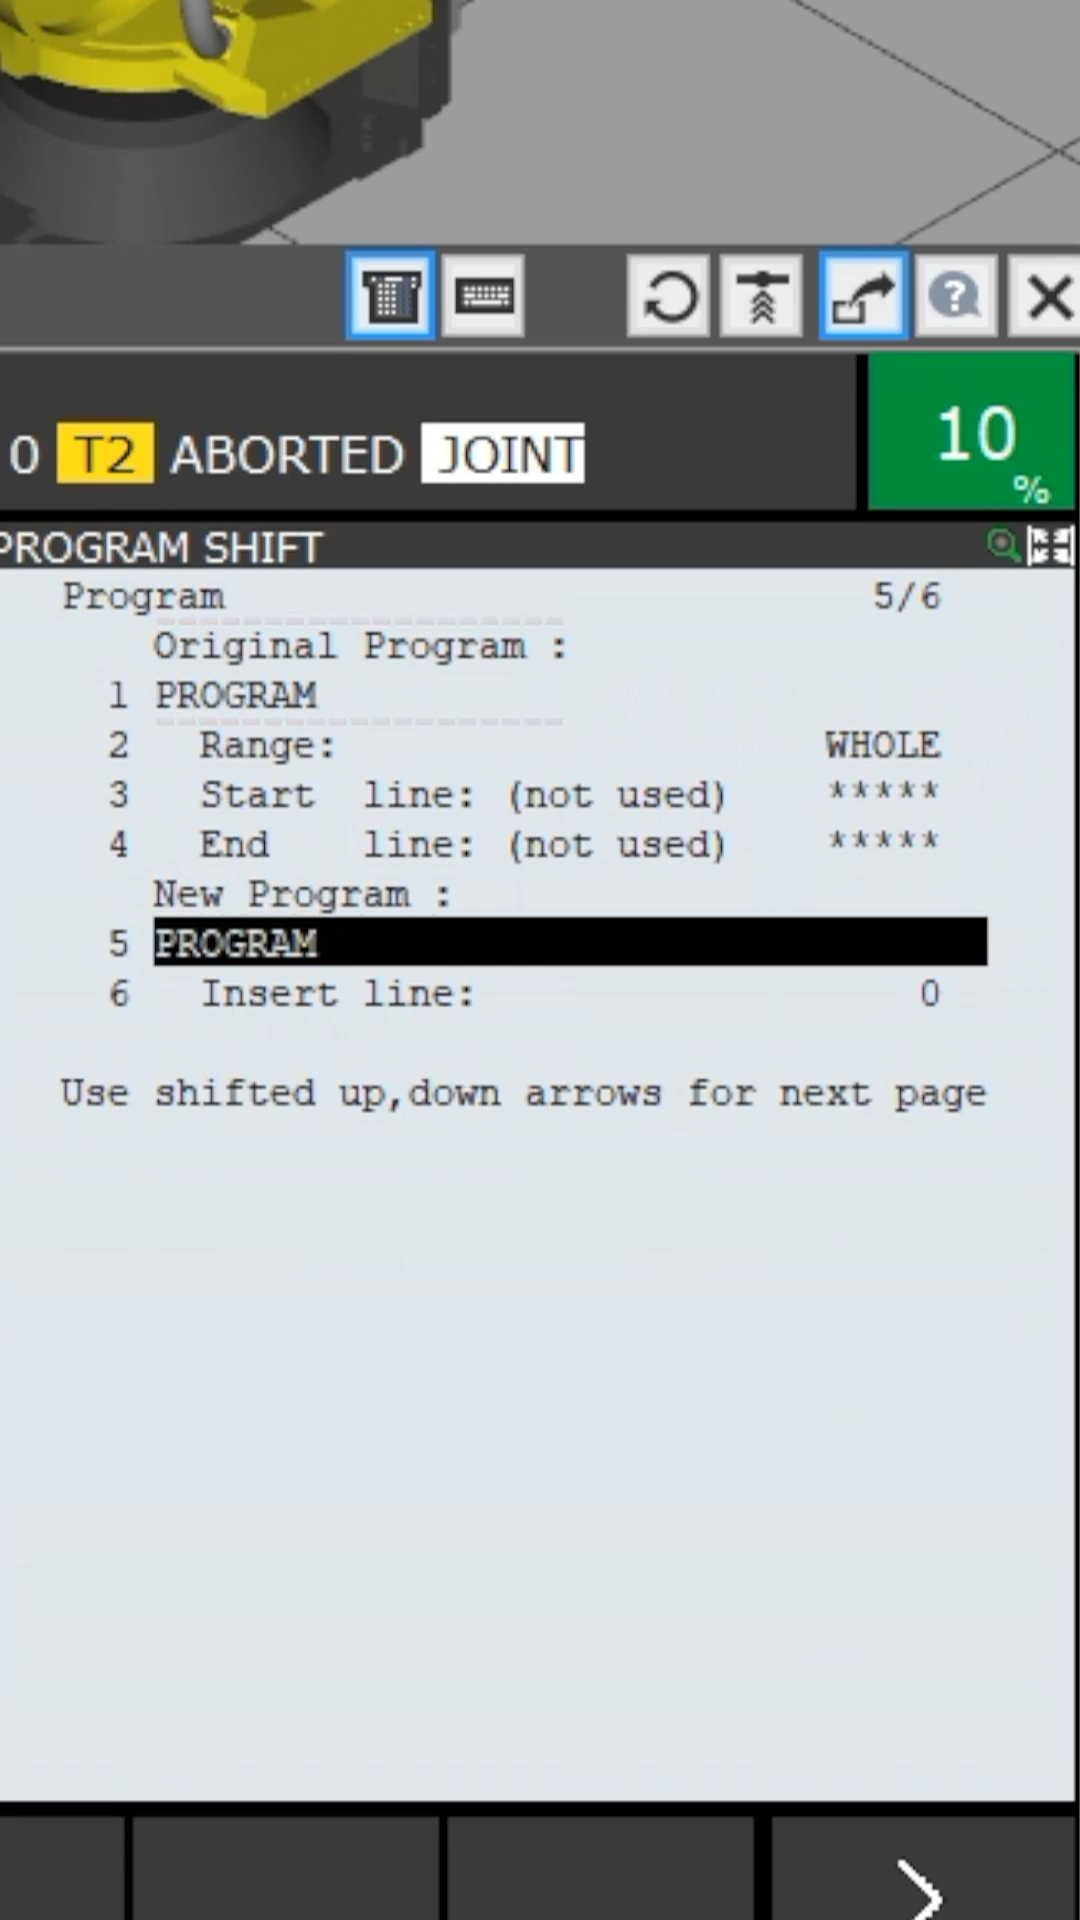 0 T2 ABORTED JOINT
10
%
PROGRAM SHIFT
Program 5/6
Original Program :
1 PROGRAM
2 Range: WHOLE
3 Start line: (not used) *****
4 End line: (not used) *****
New Program :
5 PROGRAM
6 Insert line: 0
Use shifted up,down arrows for next page